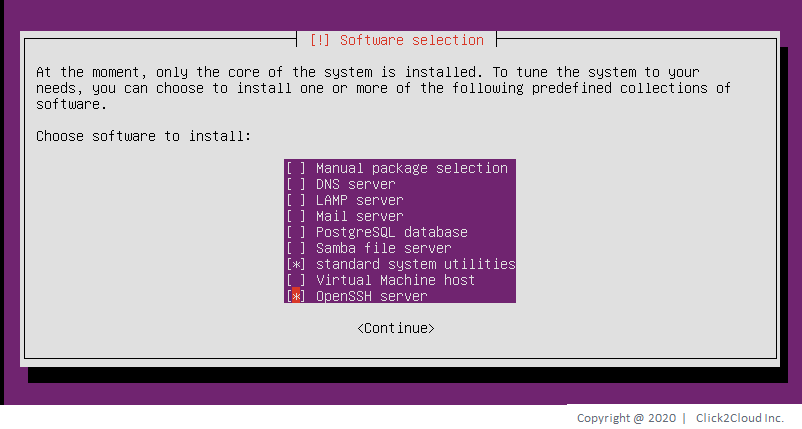 [!] Software selection
At the moment, only the core of the system is installed. To tune the system to your
needs, you can choose to install one or more of the following predefined collections of
software.
Choose software to install:
[ ] Manual package selection
[ ] DNS server
[ ] LAMP server
[ ] Mail server
[ ] PostgreSQL database
[ ] Samba file server
[*] standard system utilities
[ ] Virtual Machine host
[*] OpenSSH server
<Continue>
Copyright @ 2020 | Click2Cloud Inc.